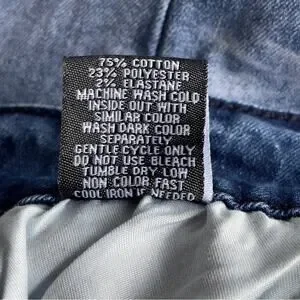 75% COTTON
23% POLYESTER
2% ELASTANE
MACHINE WASH COLD
INSIDE OUT WITH
SIMILAR COLOR
WASH DARK COLOR
SEPARATELY
GENTLE CYCLE ONLY
DO NOT USE BLEACH
TUMBLE DRY LOW
NON COLOR FAST
COOL IRON IF NEEDED